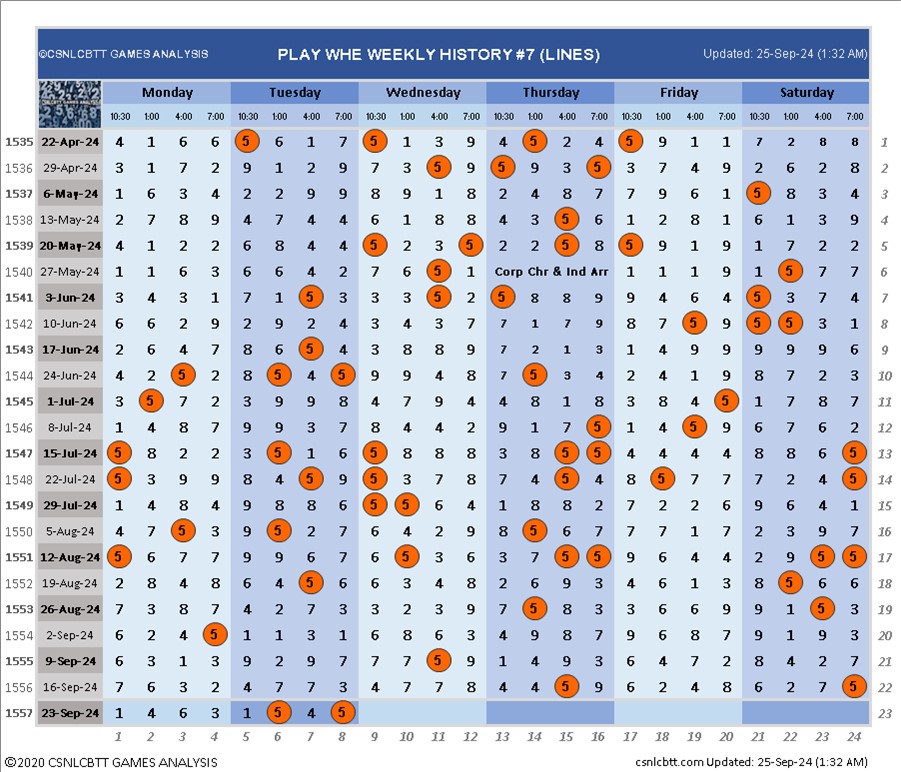 ©CSNLCBTT GAMES ANALYSIS PLAY WHE WEEKLY HISTORY #7 (LINES) Updated: 25-Sep-24 (1:32 AM)
Monday Tuesday Wednesday Thursday Friday Saturday
CSNLCBTT GAMES ANALYSIS
10:30 1:00 4:00 7:00 10:30 1:00 4:00 7:00 10:30 1:00 4:00 7:00 10:30 1:00 4:00 7:00 10:30 1:00 4:00 7:00 10:30 1:00 4:00 7:00
1535 22-Apr-24 4 1 6 6 5 6 1 7 5 1 3 9 4 5 2 4 5 9 1 1 7 2 8 8 1
1536 29-Apr-24 3 1 7 2 9 1 2 9 7 3 5 9 5 9 3 5 3 7 4 9 2 6 2 8 2
1537 6-May-24 1 6 3 4 2 2 9 9 8 9 1 8 2 4 8 7 7 9 6 1 5 8 3 4 3
1538 13-May-24 2 7 8 9 4 7 4 4 6 1 8 8 4 3 5 6 1 2 8 1 6 1 3 9 4
1539 20-May-24 4 1 2 2 6 8 4 4 5 2 3 5 2 2 5 8 5 9 1 9 1 7 2 2 5
1540 27-May-24 1 1 6 3 6 6 4 2 7 6 5 1 Corp Chr & Ind Arr 1 1 1 9 1 5 7 7 6
1541 3-Jun-24 3 4 3 1 7 1 5 3 3 3 5 2 5 8 8 9 9 4 6 4 5 3 7 4 7
1542 10-Jun-24 6 6 2 9 2 9 2 4 3 4 3 7 7 1 7 9 8 7 5 9 5 5 3 1 8
1543 17-Jun-24 2 6 4 7 8 6 5 4 3 8 8 9 7 2 1 3 1 4 9 9 9 9 9 6 9
1544 24-Jun-24 4 2 5 2 8 5 4 5 9 9 4 8 7 5 3 4 2 4 1 9 8 7 2 3 10
1545 1-Jul-24 3 5 7 2 3 9 9 8 4 7 9 4 4 8 1 8 3 8 4 5 1 7 8 7 11
1546 8-Jul-24 1 4 8 7 9 9 3 7 8 4 4 2 9 1 7 5 1 4 5 9 6 7 6 2 12
1547 15-Jul-24 5 8 2 2 3 5 1 6 5 8 8 8 3 8 5 5 4 4 4 4 8 8 6 5 13
1548 22-Jul-24 5 3 9 9 8 4 5 9 5 3 7 8 4 7 5 4 8 5 7 7 7 2 4 5 14
1549 29-Jul-24 1 4 8 4 9 8 8 6 5 5 6 4 1 8 8 2 7 2 2 6 9 6 4 1 15
1550 5-Aug-24 4 7 5 3 9 5 2 7 6 4 2 9 8 5 6 7 7 7 1 6 2 3 9 7 16
1551 12-Aug-24 5 6 7 7 9 9 6 7 6 5 3 6 3 7 5 5 9 6 4 4 2 9 5 5 17
1552 19-Aug-24 2 8 4 8 6 4 5 6 6 3 4 8 2 6 9 3 4 6 1 3 8 5 6 6 18
1553 26-Aug-24 7 3 8 7 4 2 7 3 3 2 3 9 7 5 8 3 3 6 6 9 9 1 5 3 19
1554 2-Sep-24 6 2 4 5 1 1 3 1 6 8 6 3 4 9 8 7 9 6 8 7 9 1 9 3 20
1555 9-Sep-24 6 3 1 3 9 2 9 7 7 7 5 9 1 4 9 3 6 4 7 2 8 4 2 7 21
1556 16-Sep-24 7 6 3 2 4 7 7 3 4 7 7 8 4 4 5 9 6 2 4 8 6 2 7 5 22
1557 23-Sep-24 1 4 6 3 1 5 4 5 23
1 2 3 4 5 6 7 8 9 10 11 12 13 14 15 16 17 18 19 20 21 22 23 24
©2020 CSNLCBTT GAMES ANALYSIS csnlcbtt.com Updated: 25-Sep-24 (1:32 AM)